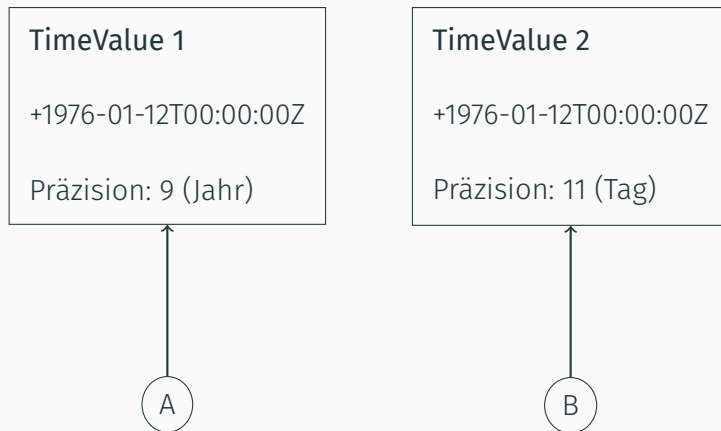 TimeValue 1
+1976-01-12T00:00:00Z
Präzision: 9 (Jahr)
A
TimeValue 2
+1976-01-12T00:00:00Z
Präzision: 11 (Tag)
B